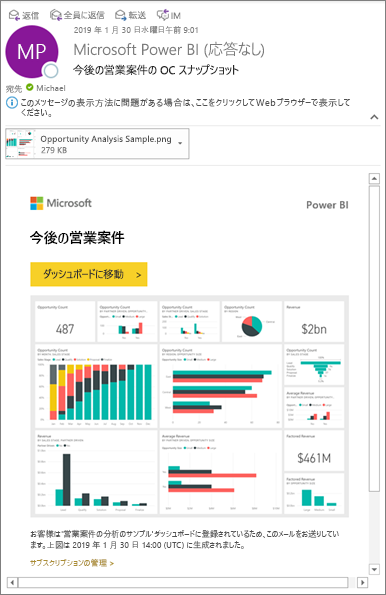 返信 全員に返信 転送 IM
2019 年 1 月 30 日水曜日午前 9:01
MP
Microsoft Power BI (応答なし)
今後の営業案件の OC スナップショット
宛先 Michael
このメッセージの表示方法に問題がある場合は、ここをクリックしてWebブラウザーで表示して
ください。
Opportunity Analysis Sample.png
279 KB
Microsoft Power BI
今後の営業案件
ダッシュボードに移動 >
Opportunity Count
487
Opportunity Count
Opportunity Count
Opportunity Count
Revenue
$2bn
Opportunity Count
Opportunity Count
Opportunity Count
Average Revenue
Revenue
Average Revenue
Factored Revenue
$461M
Factored Revenue
お客様は'営業案件の分析のサンプル'ダッシュボードに登録されているため、このメールをお送りしてい
ます。上図は 2019 年 1 月 30 日 14:00 (UTC) に生成されました。
サブスクリプションの管理 >